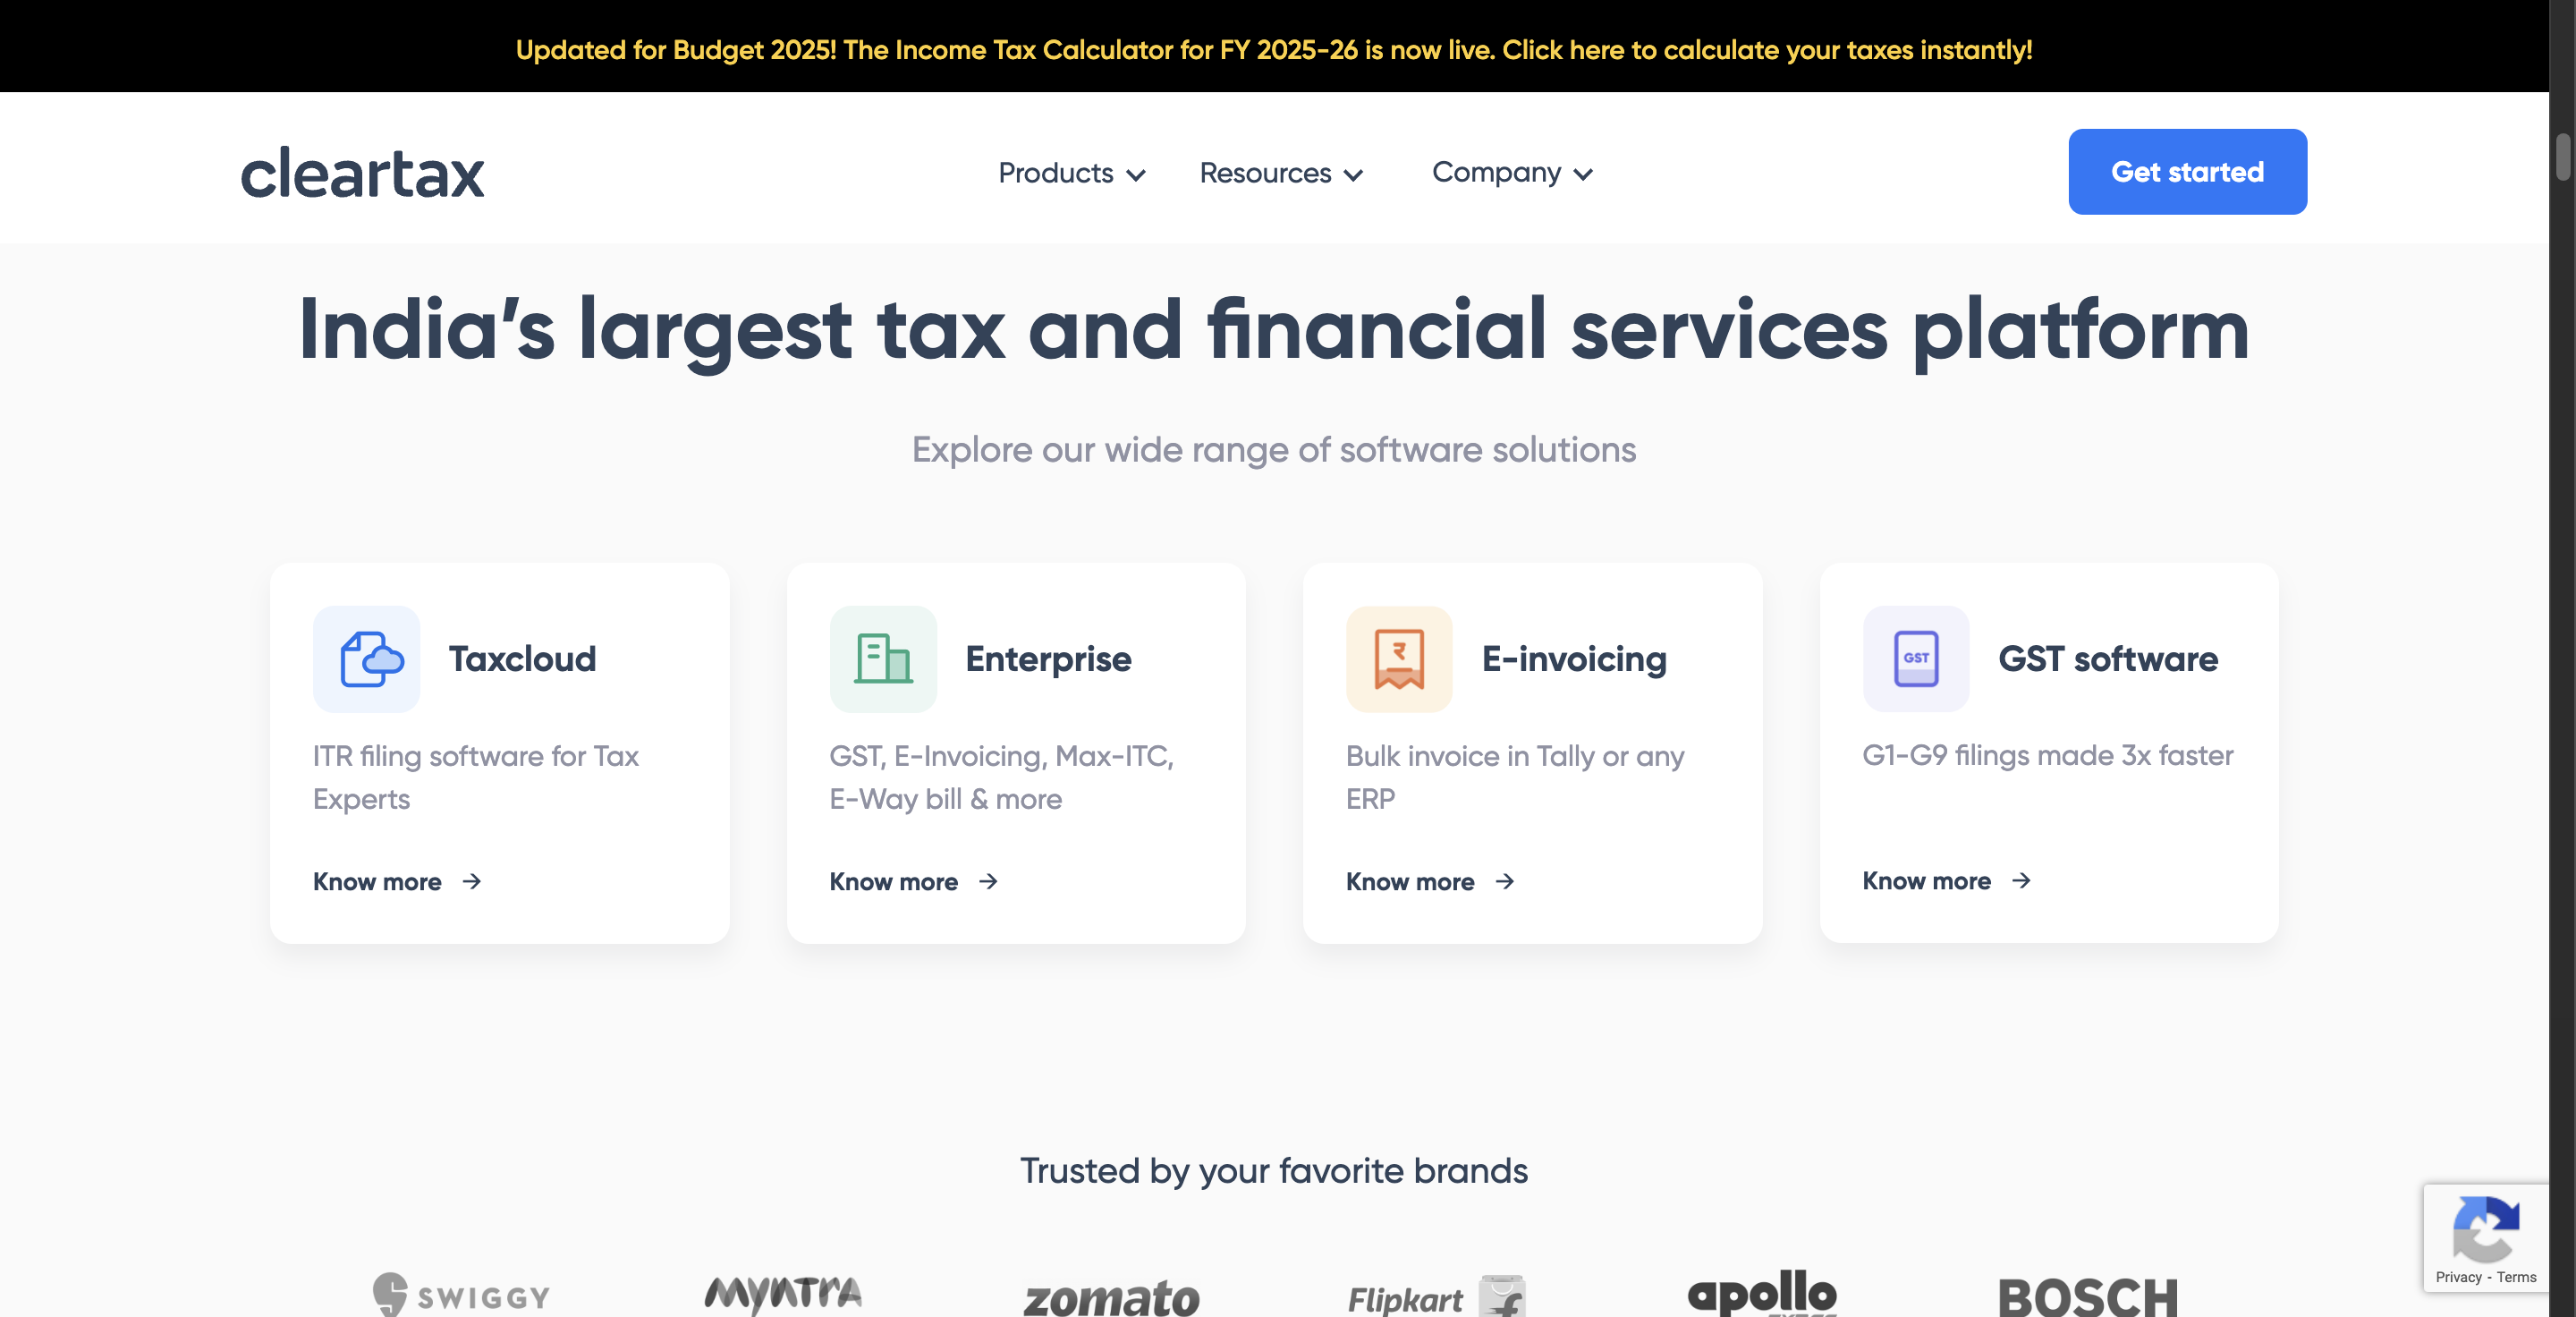 Updated for Budget 2025! The Income Tax Calculator for FY 2025-26 is now live. Click here to calculate your taxes instantly!
cleartax
Products
Resources
Company
Get started
India’s largest tax and financial services platform
Explore our wide range of software solutions
Taxcloud
ITR filing software for Tax
Experts
Know more
Enterprise
GST, E-Invoicing, Max-ITC,
E-Way bill & more
Know more
₹
E-invoicing
Bulk invoice in Tally or any
ERP
Know more
GST
GST software
G1-G9 filings made 3x faster
Know more
Trusted by your favorite brands
SWIGGY
Myntra
zomato
Flipkart
apollo
BOSCH
Privacy - Terms